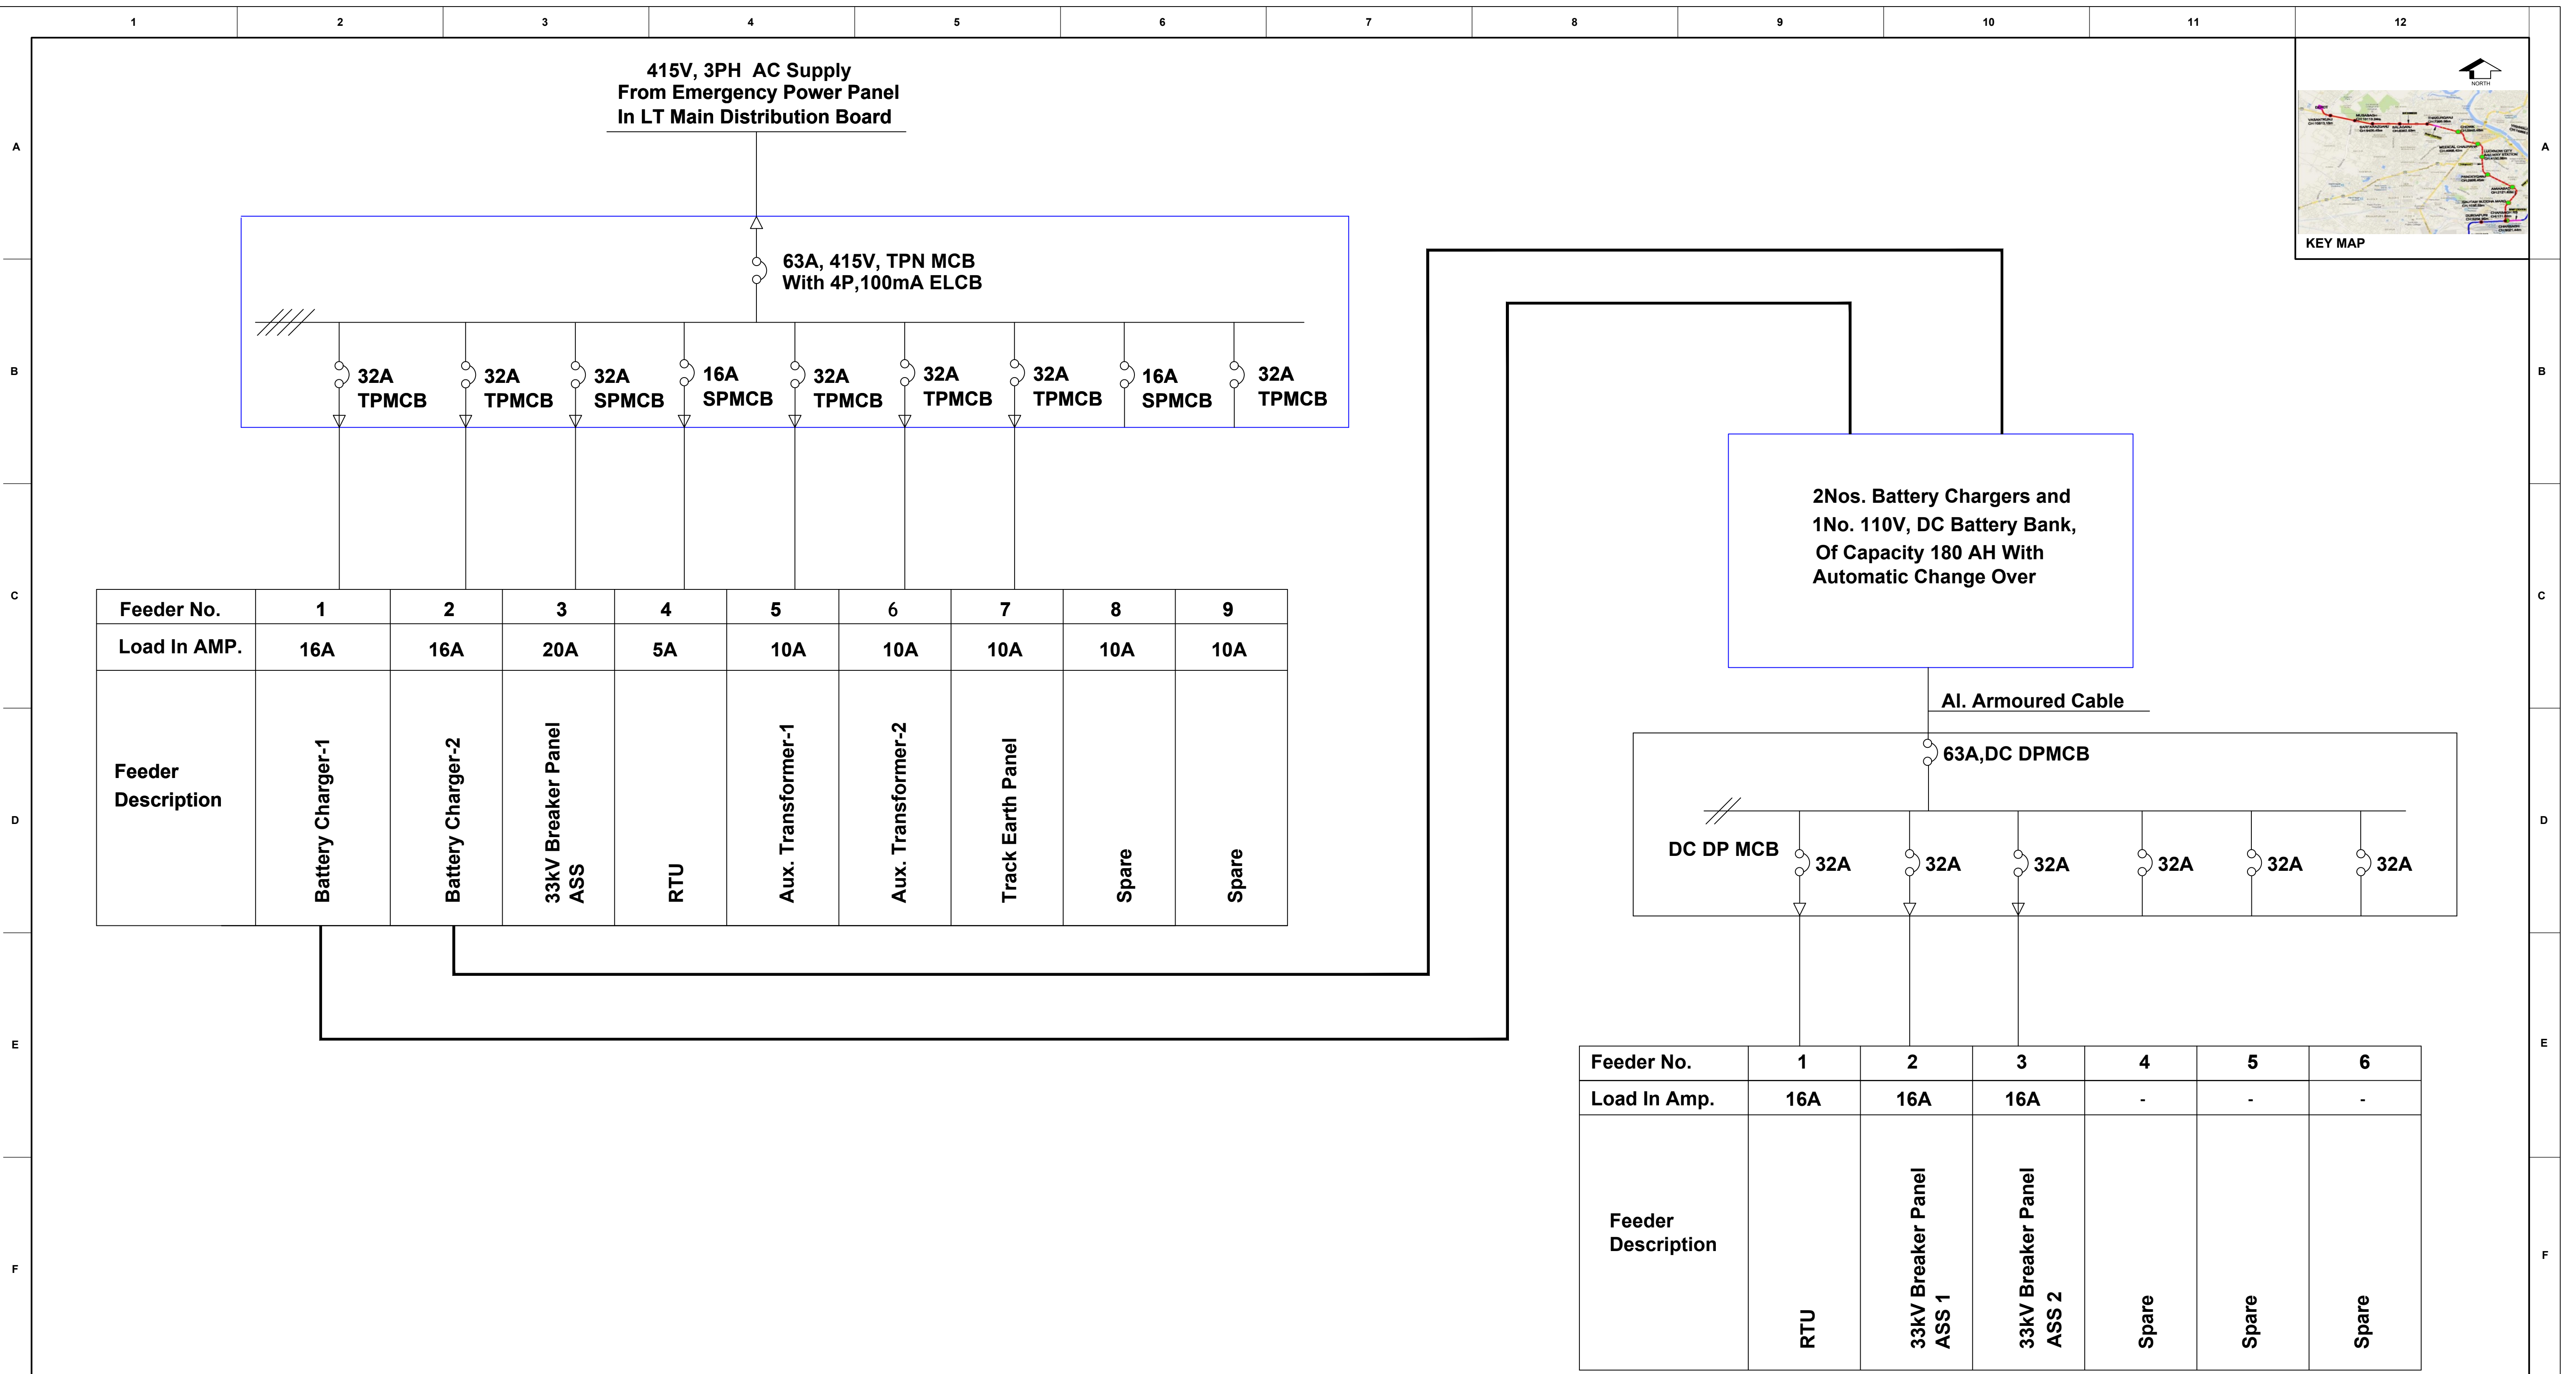 1 2 3 4 5 6 7 8 9 10 11 12
A
B
C
D
E
F
A
B
C
D
E
F
415V, 3PH AC Supply
From Emergency Power Panel
In LT Main Distribution Board
63A, 415V, TPN MCB
With 4P,100mA ELCB
32A
TPMCB
32A
TPMCB
32A
SPMCB
16A
SPMCB
32A
TPMCB
32A
TPMCB
32A
TPMCB
16A
SPMCB
32A
TPMCB
Feeder No. 1 2 3 4 5 6 7 8 9
Load In AMP. 16A 16A 20A 5A 10A 10A 10A 10A 10A
Feeder
Description
Battery Charger-1
Battery Charger-2
33kV Breaker Panel
ASS
RTU
Aux. Transformer-1
Aux. Transformer-2
Track Earth Panel
Spare
Spare
NORTH
KEY MAP
2Nos. Battery Chargers and
1No. 110V, DC Battery Bank,
Of Capacity 180 AH With
Automatic Change Over
Al. Armoured Cable
63A,DC DPMCB
DC DP MCB
32A
32A
32A
32A
32A
32A
Feeder No. 1 2 3 4 5 6
Load In Amp. 16A 16A 16A - - -
Feeder
Description
RTU
33kV Breaker Panel
ASS 1
33kV Breaker Panel
ASS 2
Spare
Spare
Spare